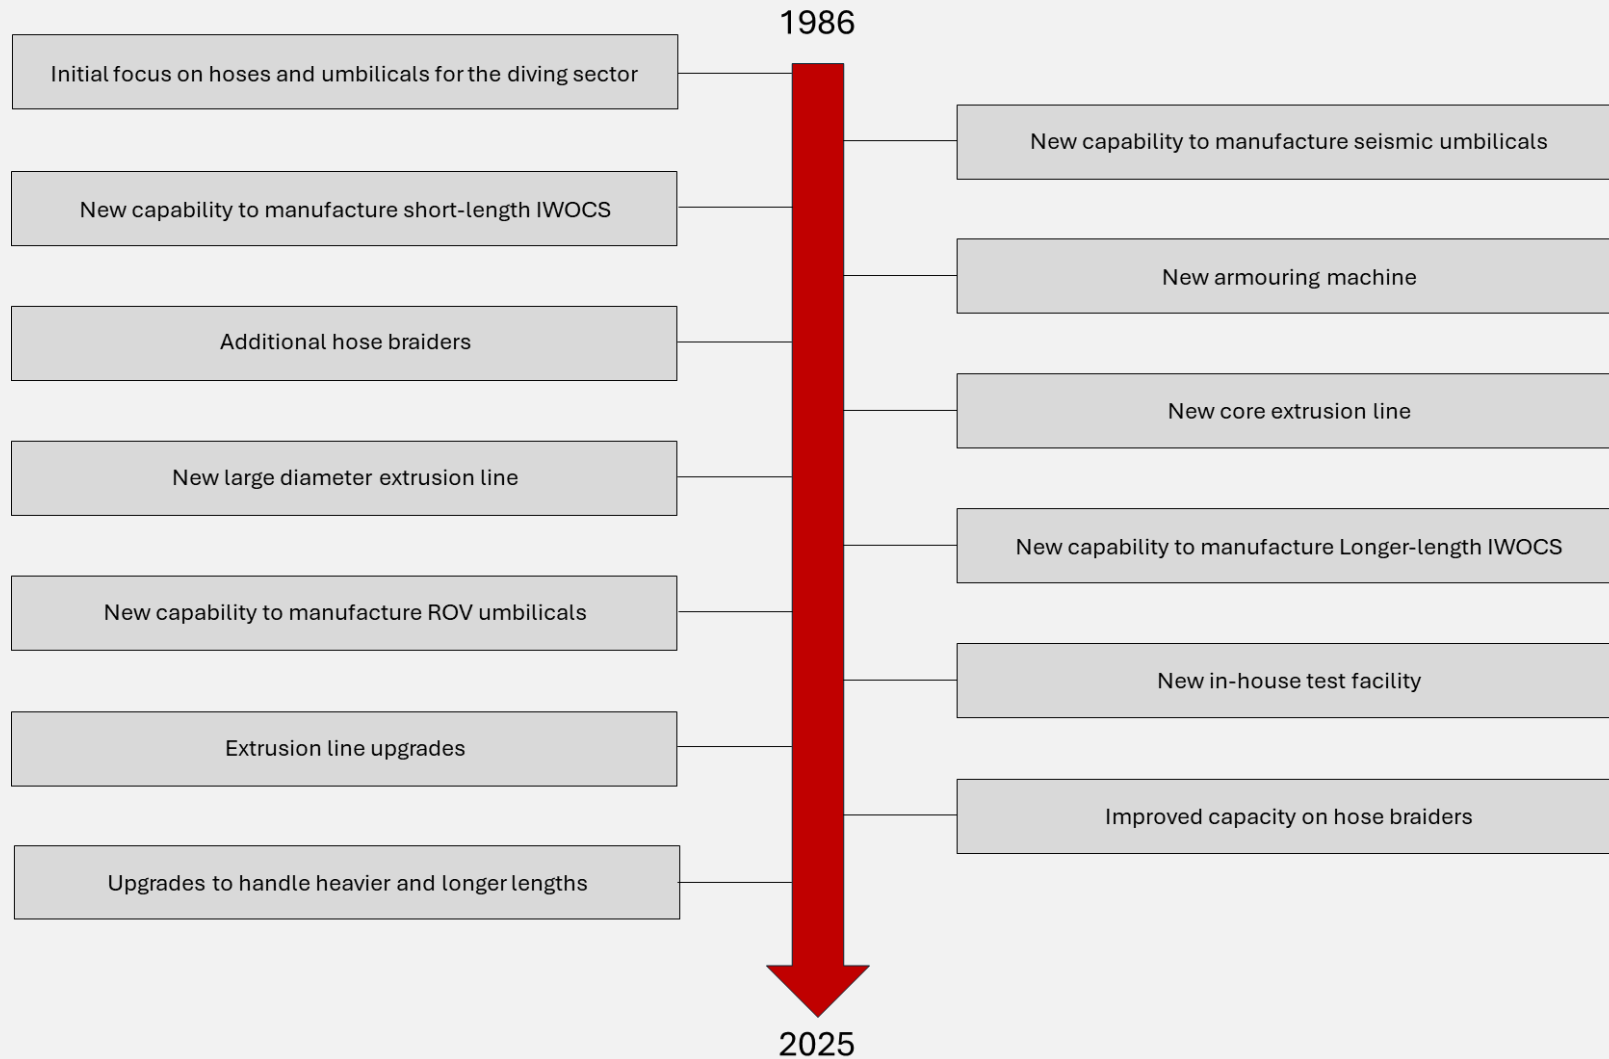 1986
Initial focus on hoses and umbilicals for the diving sector
New capability to manufacture seismic umbilicals
New capability to manufacture short-length IWOCS
New armouring machine
Additional hose braiders
New core extrusion line
New large diameter extrusion line
New capability to manufacture Longer-length IWOCS
New capability to manufacture ROV umbilicals
New in-house test facility
Extrusion line upgrades
Improved capacity on hose braiders
Upgrades to handle heavier and longer lengths
2025